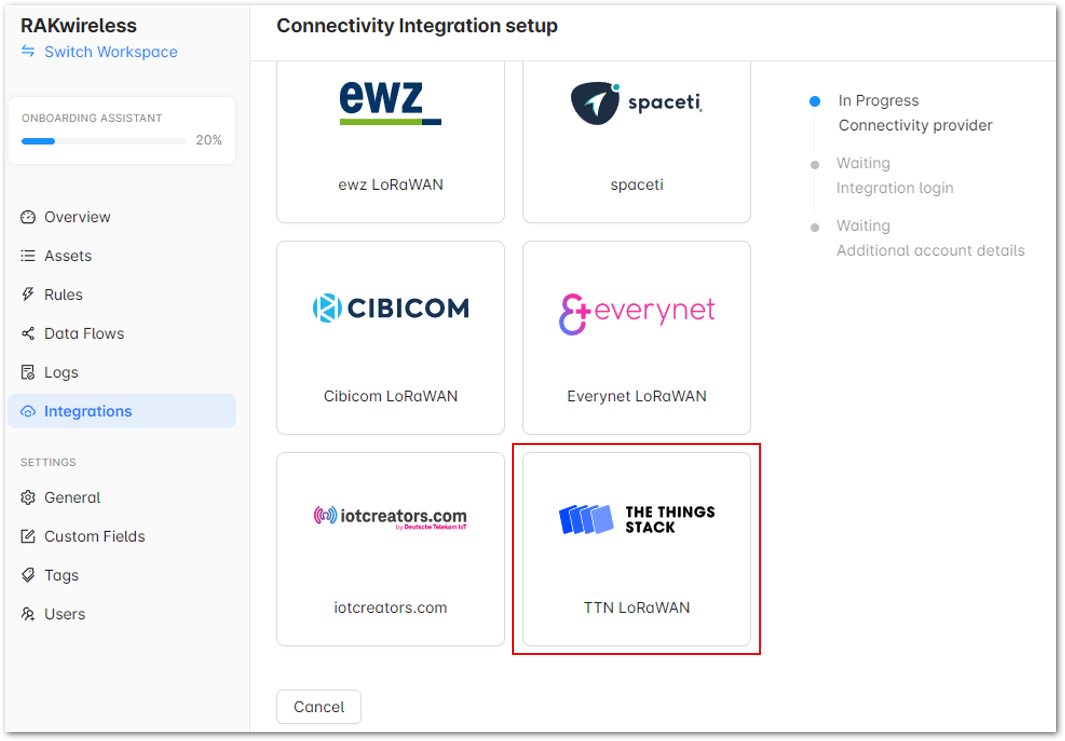 RAKwireless
Switch Workspace
ONBOARDING ASSISTANT
20%
Overview
Assets
Rules
Data Flows
Logs
Integrations
SETTINGS
General
Custom Fields
Tags
Users
Connectivity Integration setup
ewz
ewz LoRaWAN
spaceti
spaceti
CIBICOM
Cibicom LoRaWAN
everynet
Everynet LoRaWAN
iotcreators.com
by Deutsche Telekom IoT
iotcreators.com
THE THINGS
STACK
TTN LoRaWAN
Cancel
In Progress
Connectivity provider
Waiting
Integration login
Waiting
Additional account details